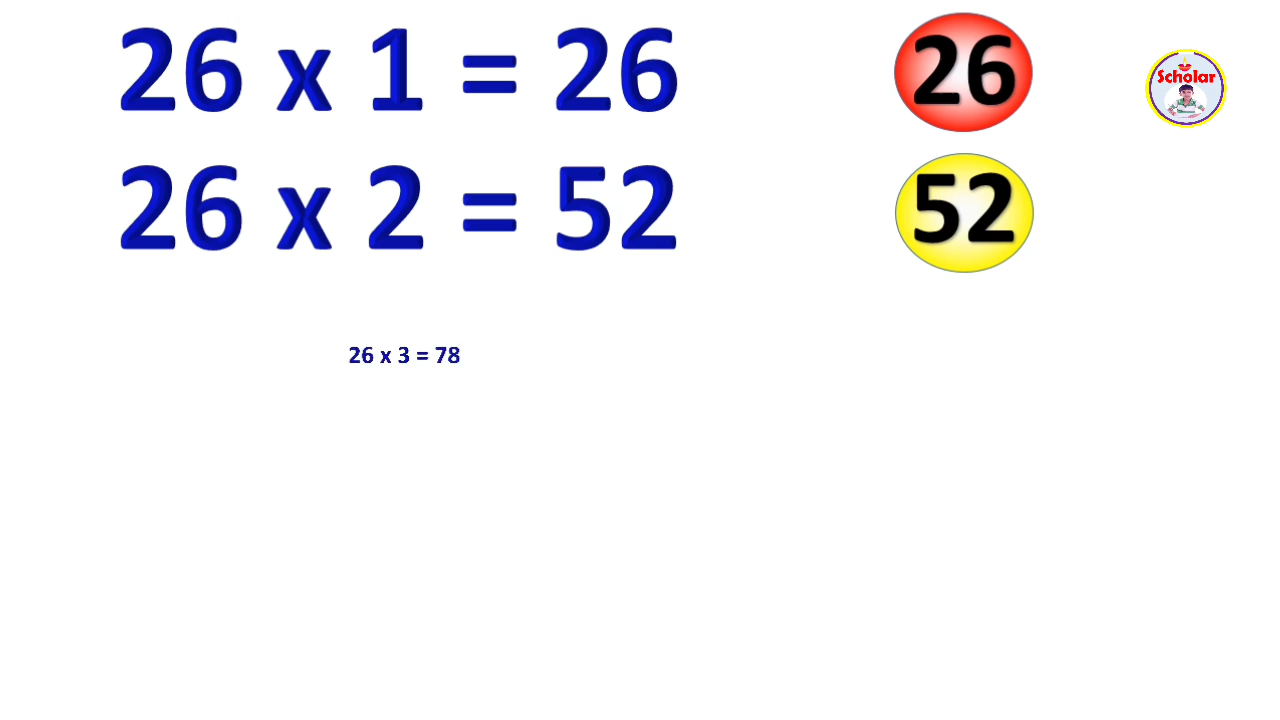 26 x 1 = 26
26
Scholar
26 x 2 = 52
52
26 x 3 = 78